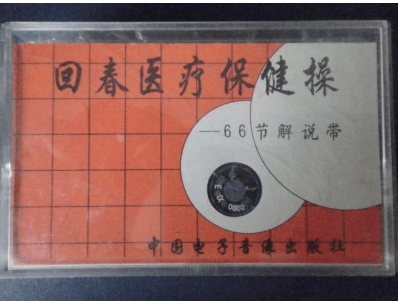 回春医疗保健操
—66节解说带
中国电子音像出版社